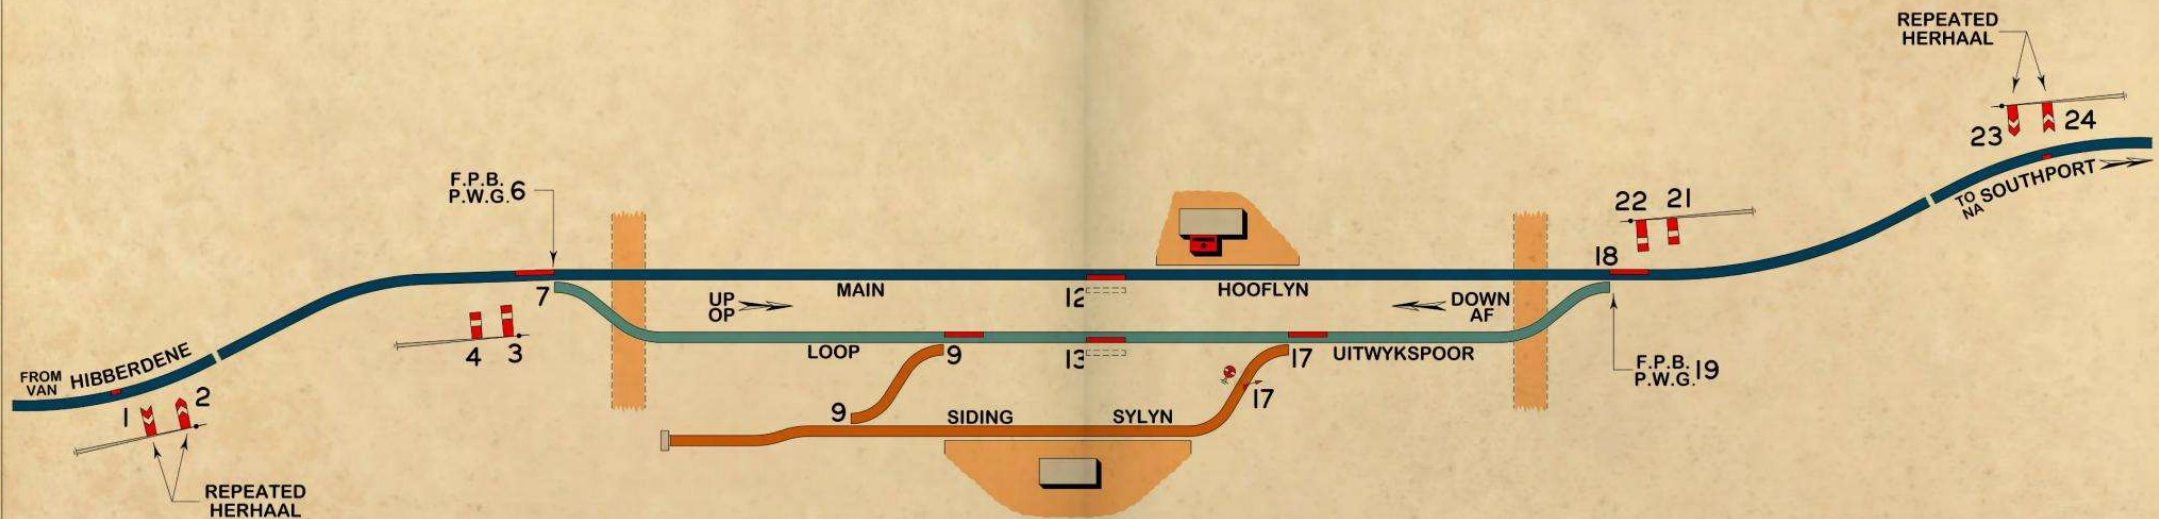 REPEATED
HERHAAL
23
24
TO SOUTHPORT
NA
F.P.B.
P.W.G. 6
22 21
18
7
UP
OP
MAIN
12
HOOFLYN
DOWN
AF
4 3
LOOP
9
13
17
UITWYKSPOOR
F.P.B.
P.W.G. 19
FROM HIBBERDENE
VAN
1
2
9
SIDING
SYLYN
17
REPEATED
HERHAAL